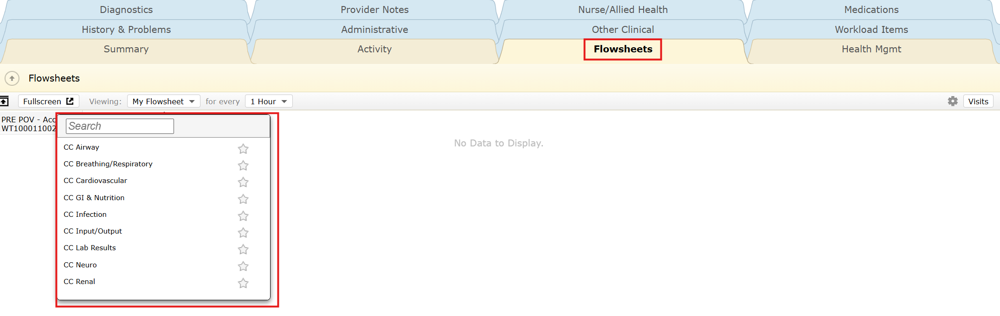 Diagnostics Provider Notes Nurse/Allied Health Medications
History & Problems Administrative Other Clinical Workload Items
Summary Activity Flowsheets Health Mgmt
Flowsheets
Fullscreen Viewing: My Flowsheet for every 1 Hour Visits
PRE POV - Acc
WT100011002
Search
No Data to Display.
CC Airway
CC Breathing/Respiratory
CC Cardiovascular
CC GI & Nutrition
CC Infection
CC Input/Output
CC Lab Results
CC Neuro
CC Renal